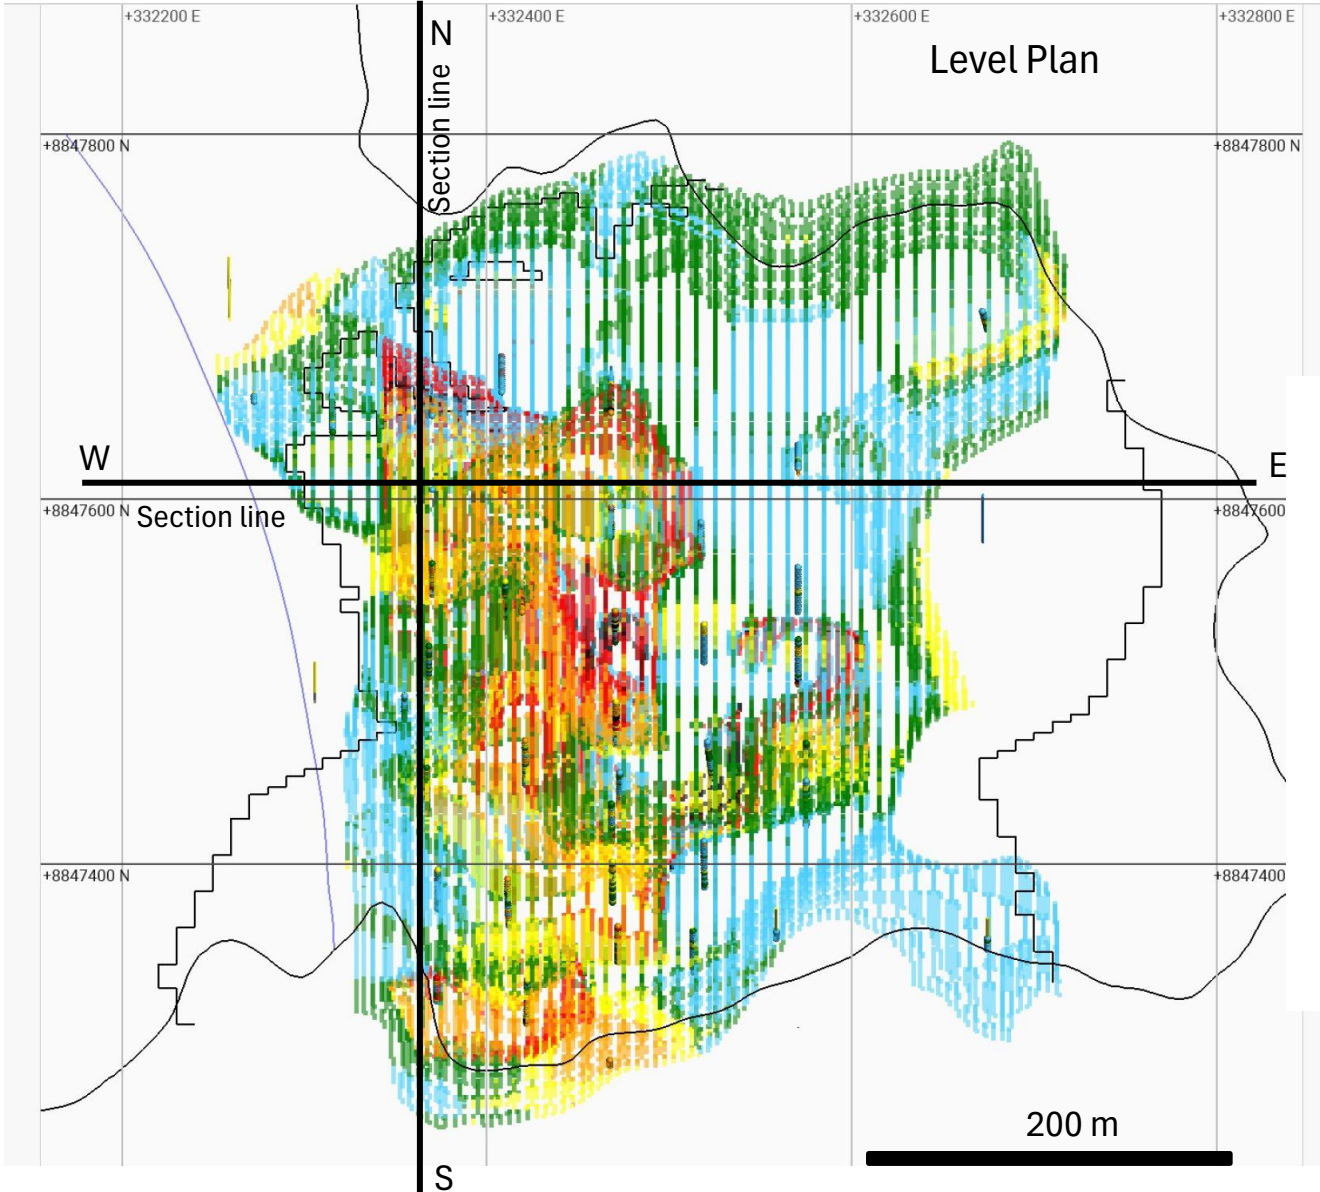 +332200 E
+332400 E
+332600 E
+332800 E
N
Level Plan
Section line
+8847800 N
+8847800 N
W
E
Section line
+8847600 N
+8847600
+8847400 N
+8847400
200 m
S